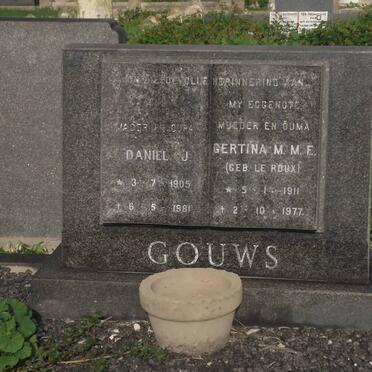 IN LIEFDEVOLLE HERINNERING AAN
VADER EN OUPA
DANIEL J.
* 3-7-1905
† 6-5-1981
MY EGGENOTE
MOEDER EN OUMA
GERTINA M. M. E.
(GEB. LE ROUX)
* 5-1-1911
† 2-10-1977
GOUWS